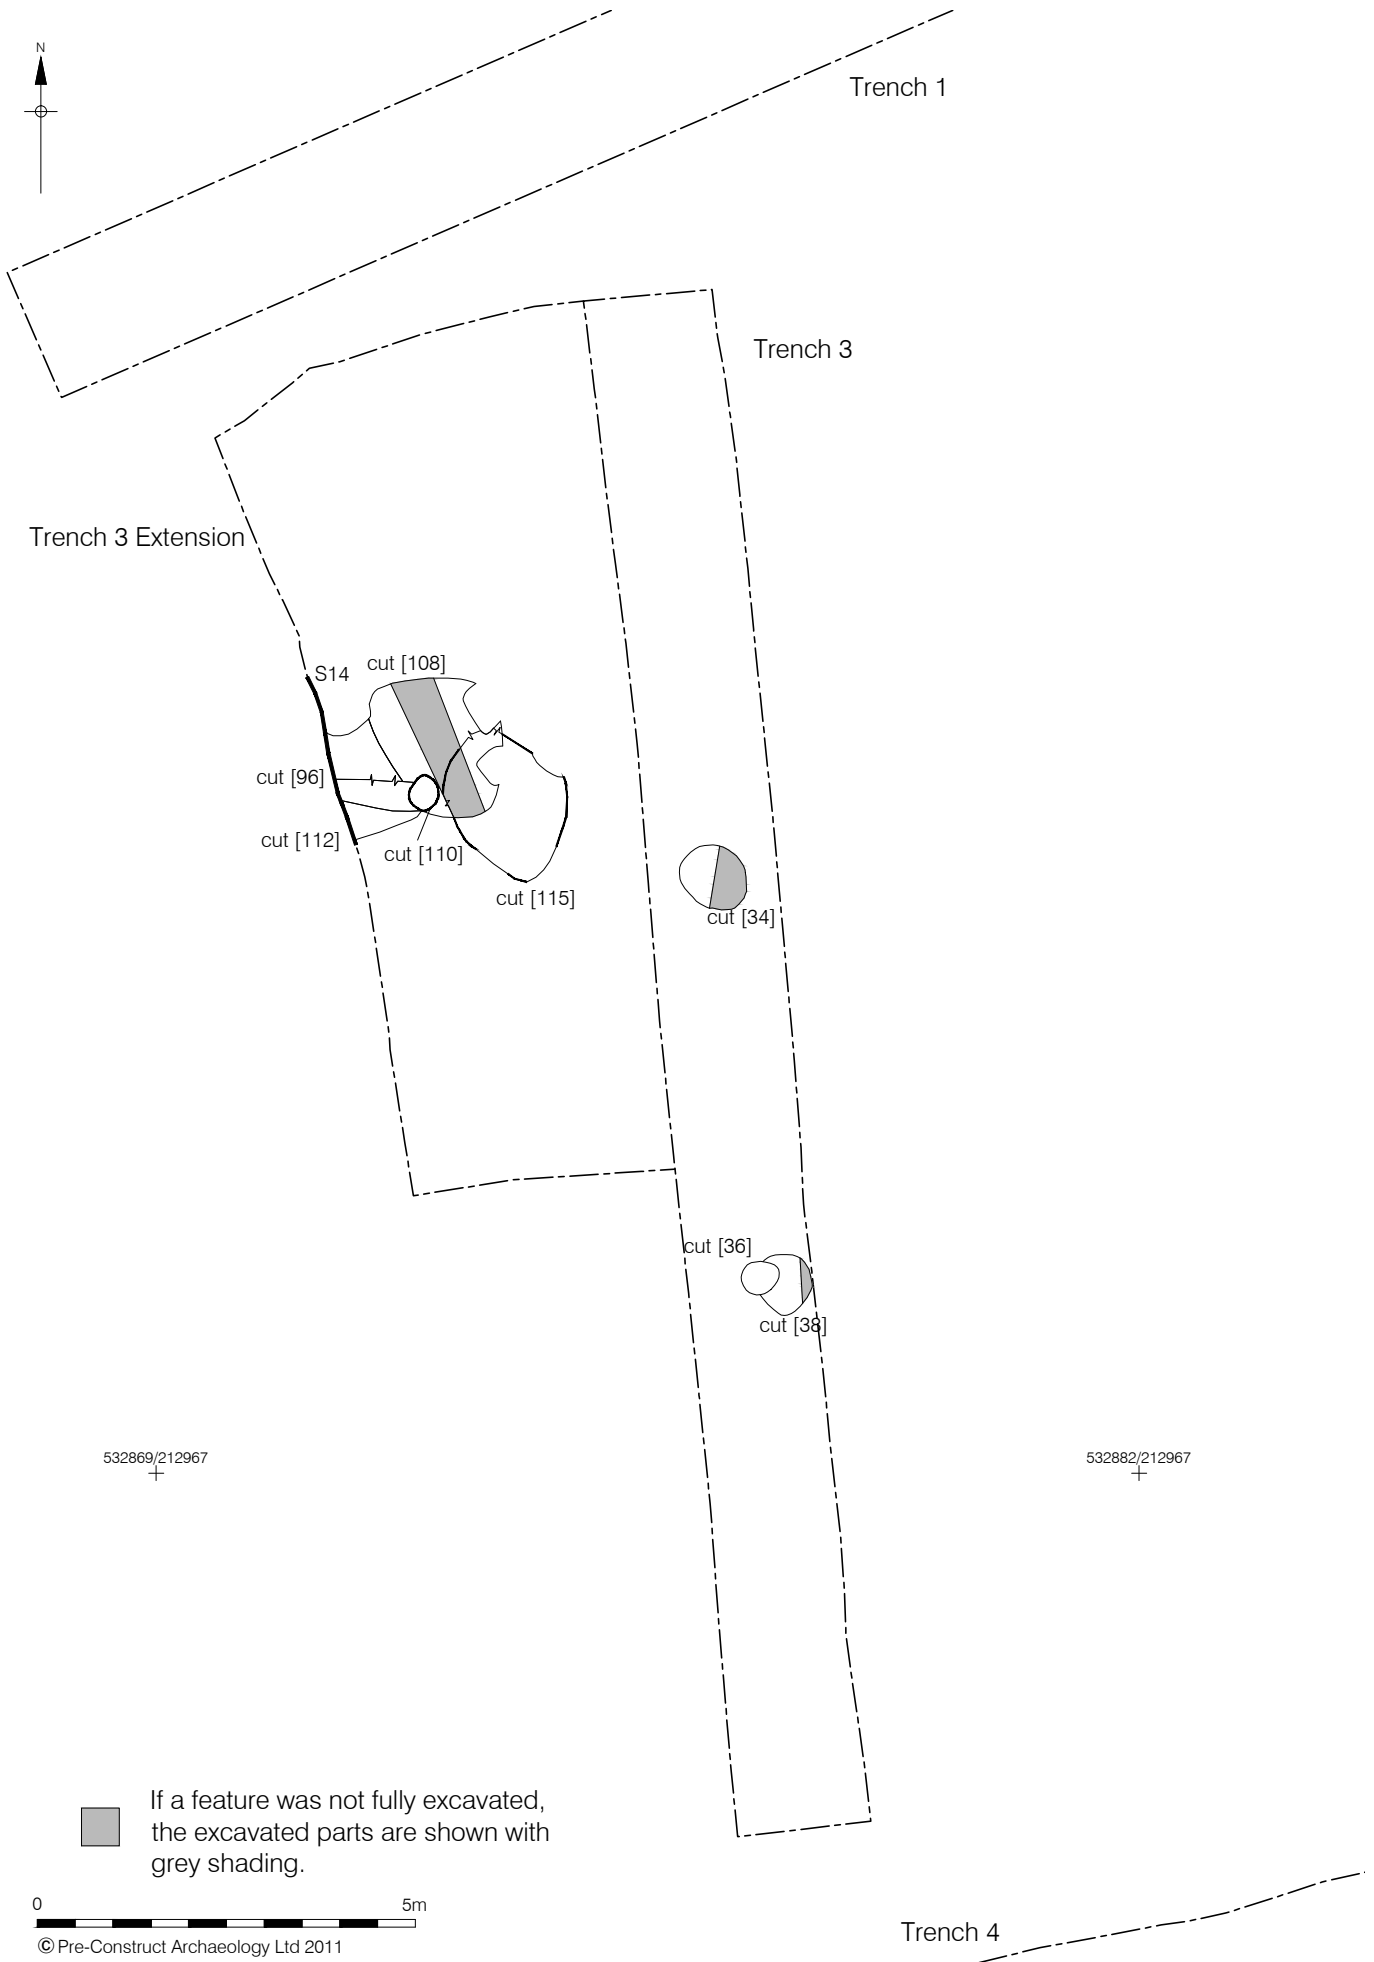 N
Trench 1
Trench 3
Trench 3 Extension
S14
cut [108]
cut [96]
cut [112]
cut [110]
cut [115]
cut [34]
cut [36]
cut [38]
532869/212967
532882/212967
If a feature was not fully excavated,
the excavated parts are shown with
grey shading.
0 5m
© Pre-Construct Archaeology Ltd 2011
Trench 4